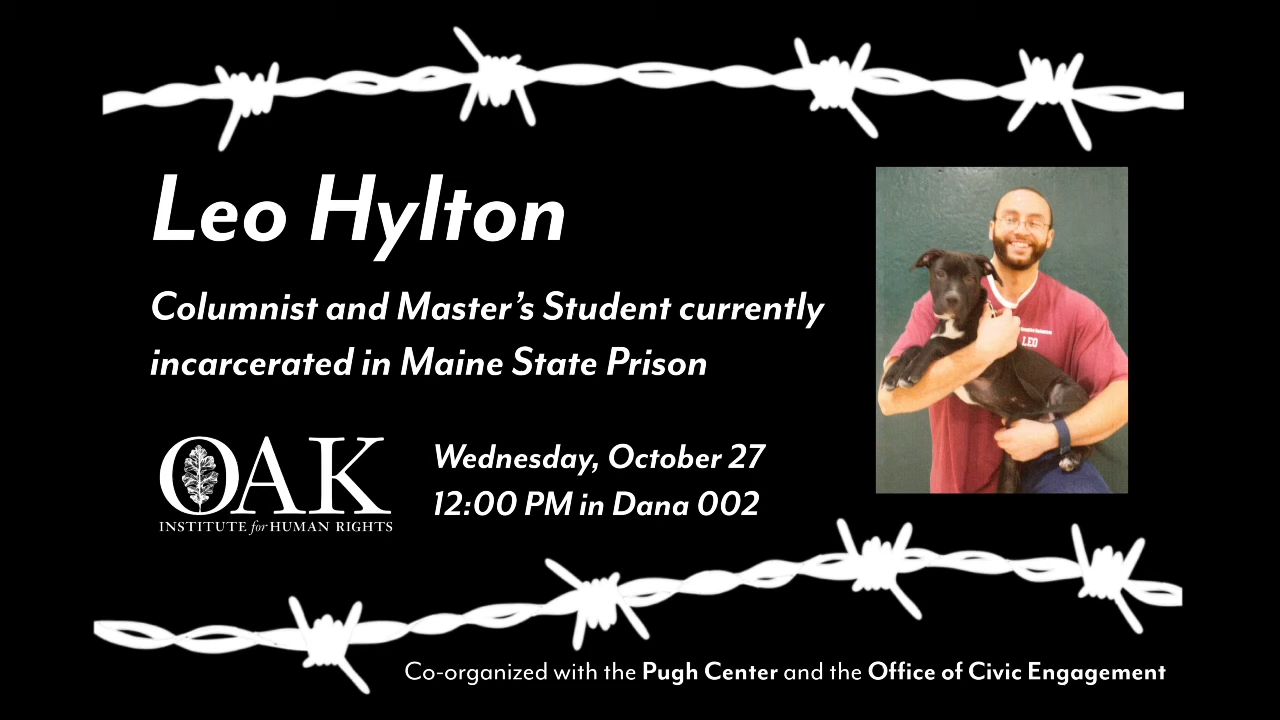 Leo Hylton
Columnist and Master's Student currently
incarcerated in Maine State Prison
OAK
INSTITUTE for HUMAN RIGHTS
Wednesday, October 27
12:00 PM in Dana 002
LEO
Co-organized with the Pugh Center and the Office of Civic Engagement